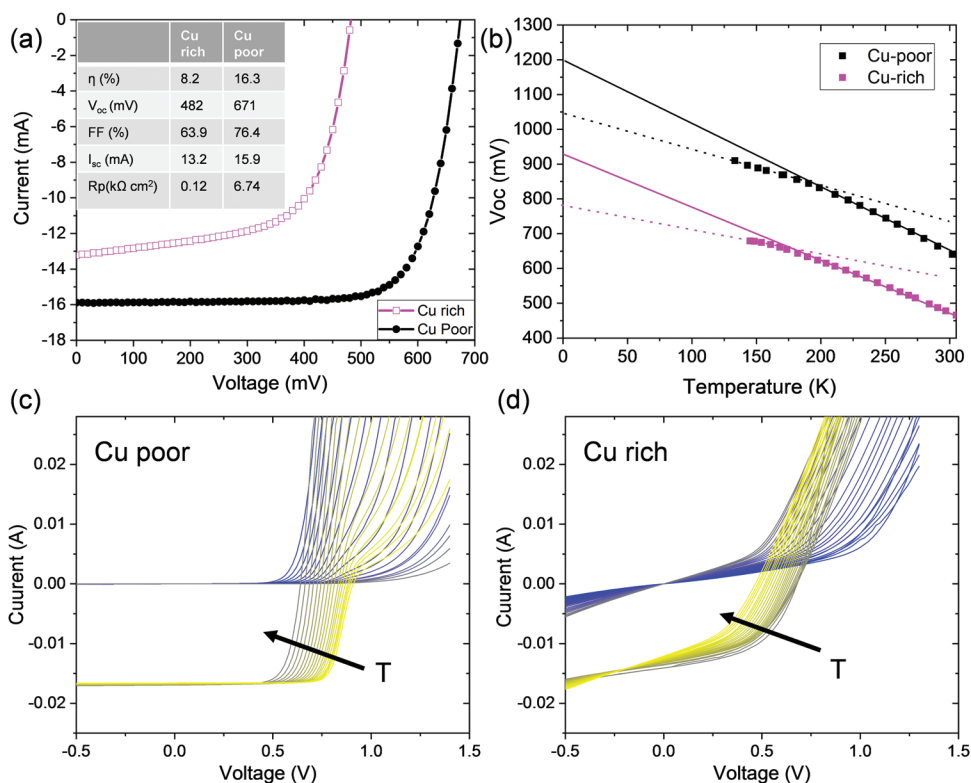 (a)
Cu rich Cu poor
η (%) 8.2 16.3
Voc (mV) 482 671
FF (%) 63.9 76.4
Isc (mA) 13.2 15.9
Rp(kΩ cm²) 0.12 6.74
0
-2
-4
-6
-8
-10
-12
-14
-16
-18
Current (mA)
Cu rich
Cu Poor
0 100 200 300 400 500 600 700
Voltage (mV)
(b)
1300
1200
1100
1000
900
800
700
600
500
400
Voc (mV)
Cu-poor
Cu-rich
0 50 100 150 200 250 300
Temperature (K)
(c)
Cu poor
0.02
0.01
0.00
-0.01
-0.02
Cuurent (A)
T
-0.5 0.0 0.5 1.0 1.5
Voltage (V)
(d)
Cu rich
0.02
0.01
0.00
-0.01
-0.02
Cuurent (A)
T
-0.5 0.0 0.5 1.0 1.5
Voltage (V)